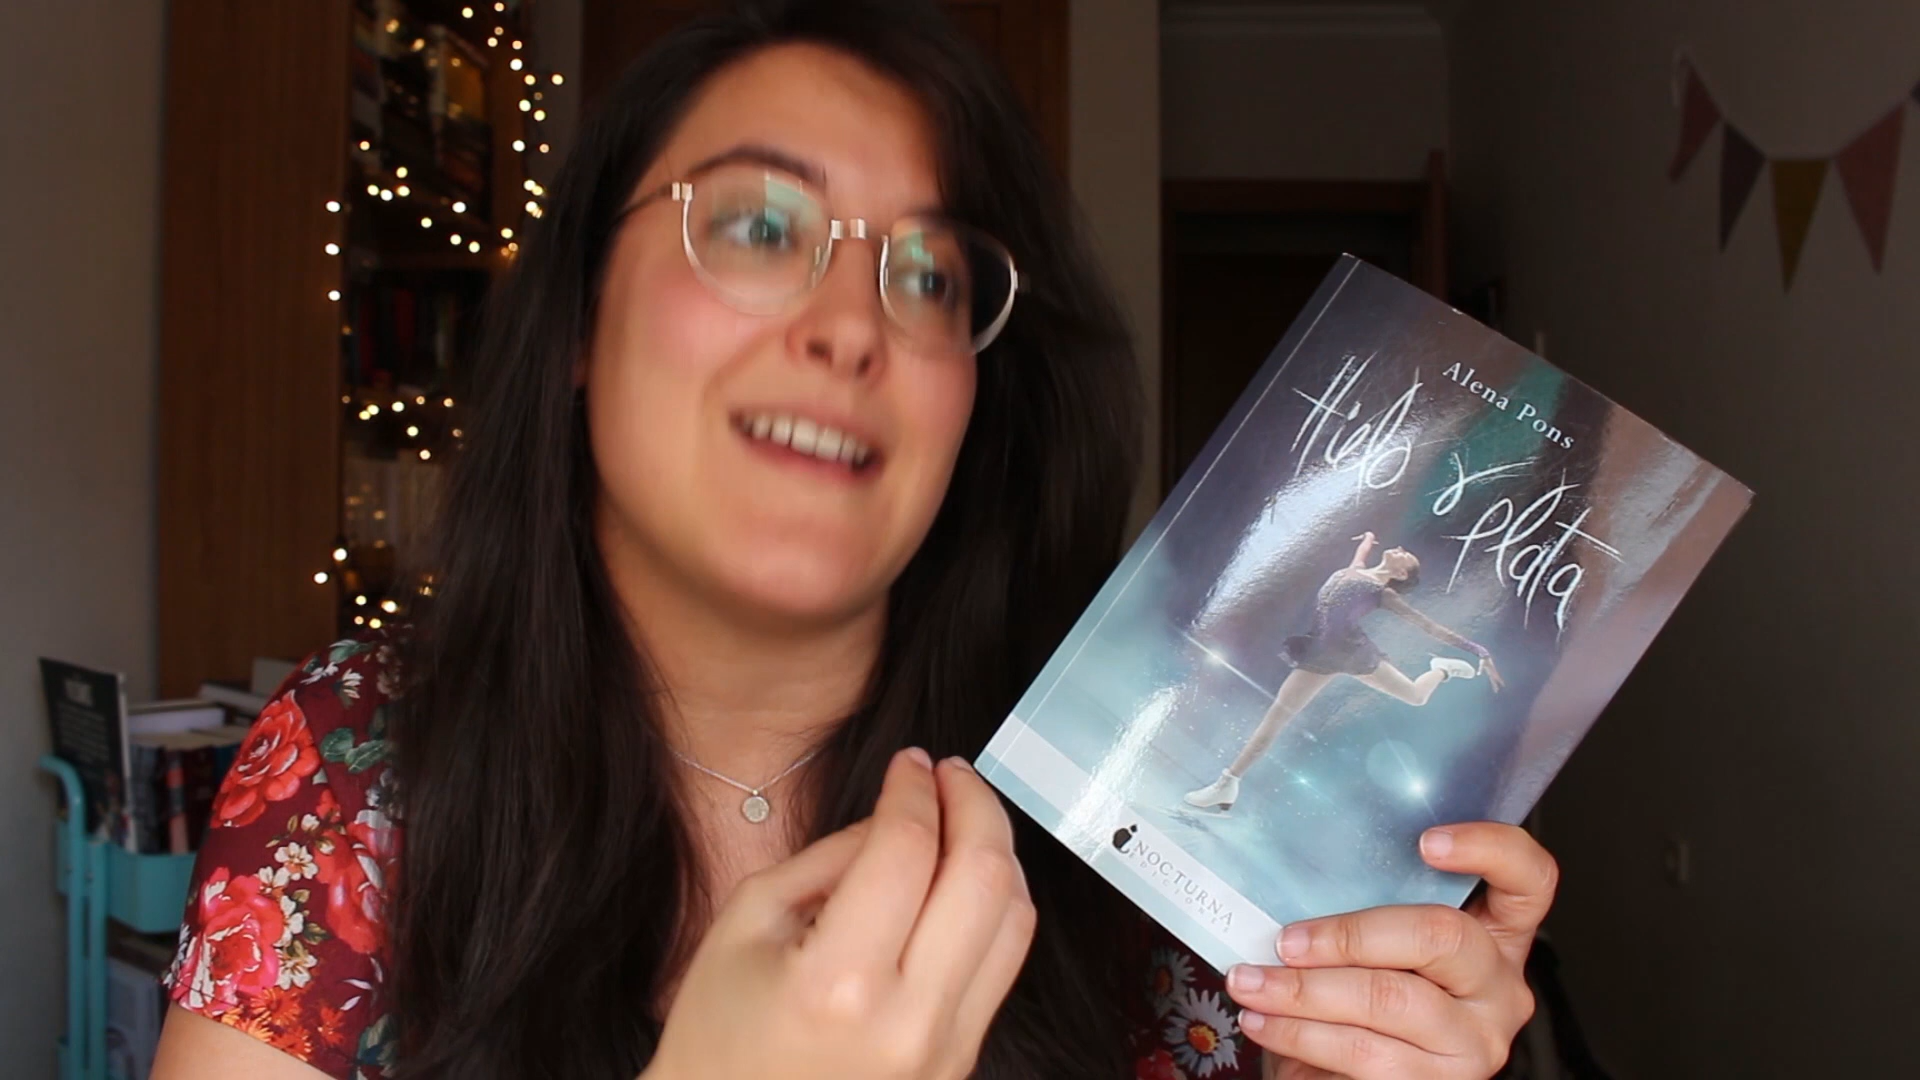 Alena Pons
Hielo y
plata
NOCTURNA
EDICIONES